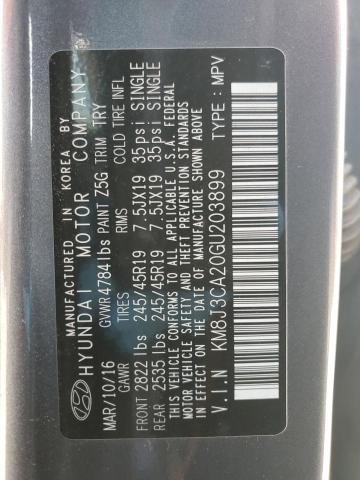 MANUFACTURED IN KOREA BY
HYUNDAI MOTOR COMPANY
MAR/10/16 GVWR 4784 lbs PAINT Z5G TRIM TRY
GAWR TIRES RIMS COLD TIRE INFL
FRONT 2822 lbs 245/45R19 7.5JX19 35psi SINGLE
REAR 2535 lbs 245/45R19 7.5JX19 35psi SINGLE
THIS VEHICLE CONFORMS TO ALL APPLICABLE U.S.A. FEDERAL
MOTOR VEHICLE SAFETY AND THEFT PREVENTION STANDARDS
IN EFFECT ON THE DATE OF MANUFACTURE SHOWN ABOVE
V.I.N KM8J3CA20GU203899 TYPE: MPV